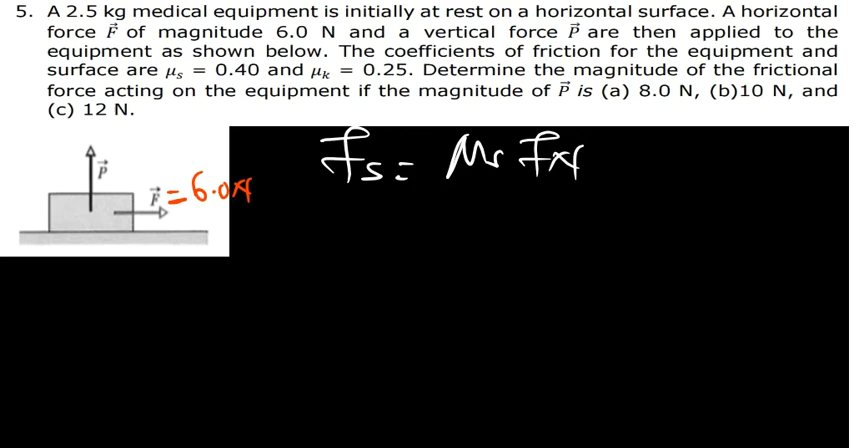 5. A 2.5 kg medical equipment is initially at rest on a horizontal surface. A horizontal
force F⃗ of magnitude 6.0 N and a vertical force P⃗ are then applied to the
equipment as shown below. The coefficients of friction for the equipment and
surface are μs = 0.40 and μk = 0.25. Determine the magnitude of the frictional
force acting on the equipment if the magnitude of P⃗ is (a) 8.0 N, (b)10 N, and
(c) 12 N.
fs = μs FN
P⃗
F⃗ = 6.0N